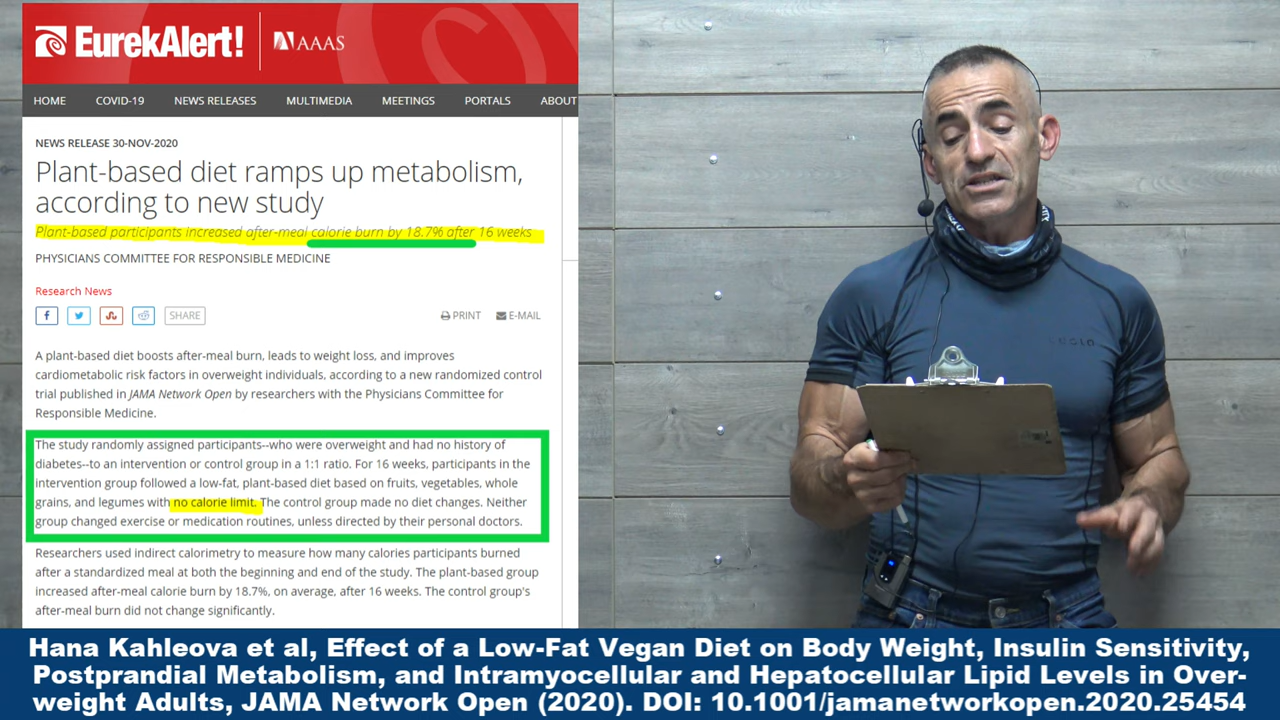 EurekAlert! AAAS
HOME COVID-19 NEWS RELEASES MULTIMEDIA MEETINGS PORTALS ABOUT
NEWS RELEASE 30-NOV-2020
Plant-based diet ramps up metabolism,
according to new study
Plant-based participants increased after-meal calorie burn by 18.7% after 16 weeks
PHYSICIANS COMMITTEE FOR RESPONSIBLE MEDICINE
Research News
f SHARE PRINT E-MAIL
A plant-based diet boosts after-meal burn, leads to weight loss, and improves
cardiometabolic risk factors in overweight individuals, according to a new randomized control
trial published in JAMA Network Open by researchers with the Physicians Committee for
Responsible Medicine.
The study randomly assigned participants--who were overweight and had no history of
diabetes--to an intervention or control group in a 1:1 ratio. For 16 weeks, participants in the
intervention group followed a low-fat, plant-based diet based on fruits, vegetables, whole
grains, and legumes with no calorie limit. The control group made no diet changes. Neither
group changed exercise or medication routines, unless directed by their personal doctors.
Researchers used indirect calorimetry to measure how many calories participants burned
after a standardized meal at both the beginning and end of the study. The plant-based group
increased after-meal calorie burn by 18.7%, on average, after 16 weeks. The control group's
after-meal burn did not change significantly.
Hana Kahleova et al, Effect of a Low-Fat Vegan Diet on Body Weight, Insulin Sensitivity,
Postprandial Metabolism, and Intramyocellular and Hepatocellular Lipid Levels in Over-
weight Adults, JAMA Network Open (2020). DOI: 10.1001/jamanetworkopen.2020.25454